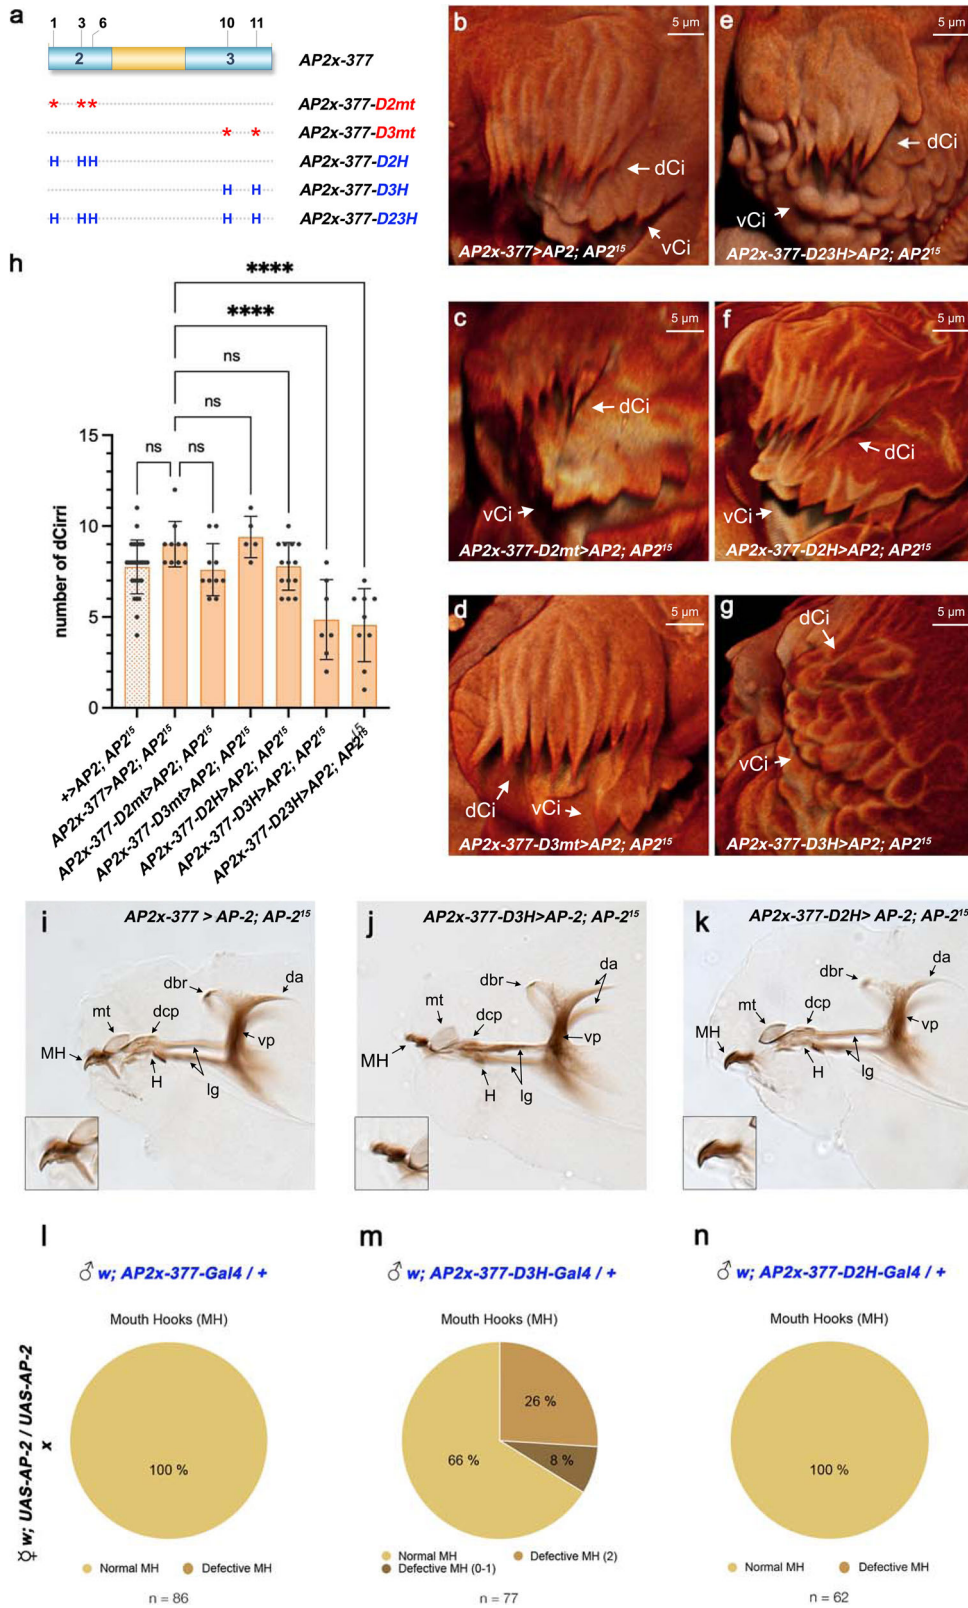 a
1 3 6 10 11
2 3 AP2x-377
* ** AP2x-377-D2mt
* * AP2x-377-D3mt
H H H AP2x-377-D2H
H H AP2x-377-D3H
H H H H H AP2x-377-D23H
b
5 µm
dCi
vCi
AP2x-377>AP2; AP2¹⁵
e
5 µm
dCi
vCi
AP2x-377-D23H>AP2; AP2¹⁵
c
5 µm
dCi
vCi
AP2x-377-D2mt>AP2; AP2¹⁵
f
5 µm
dCi
vCi
AP2x-377-D2H>AP2; AP2¹⁵
d
5 µm
dCi
vCi
AP2x-377-D3mt>AP2; AP2¹⁵
g
5 µm
dCi
vCi
AP2x-377-D3H>AP2; AP2¹⁵
h
****
****
ns
ns
ns ns
15
10
5
0
number of dCirri
+>AP2; AP2¹⁵
AP2x-377>AP2; AP2¹⁵
AP2x-377-D2mt>AP2; AP2¹⁵
AP2x-377-D3mt>AP2; AP2¹⁵
AP2x-377-D2H>AP2; AP2¹⁵
AP2x-377-D3H>AP2; AP2¹⁵
AP2x-377-D23H>AP2; AP2¹⁵
i
AP2x-377 > AP-2; AP-2¹⁵
dbr
da
mt
dcp
vp
MH
H
lg
j
AP2x-377-D3H>AP-2; AP-2¹⁵
dbr
da
mt
dcp
vp
MH
H
lg
k
AP2x-377-D2H> AP-2; AP-2¹⁵
dbr
da
mt
dcp
vp
MH
H
lg
l
♂ w; AP2x-377-Gal4 / +
Mouth Hooks (MH)
100 %
Normal MH Defective MH
n = 86
m
♂ w; AP2x-377-D3H-Gal4 / +
Mouth Hooks (MH)
26 %
66 %
8 %
Normal MH Defective MH (2)
Defective MH (0-1)
n = 77
n
♂ w; AP2x-377-D2H-Gal4 / +
Mouth Hooks (MH)
100 %
Normal MH Defective MH
n = 62
☿ w; UAS-AP-2 / UAS-AP-2
x